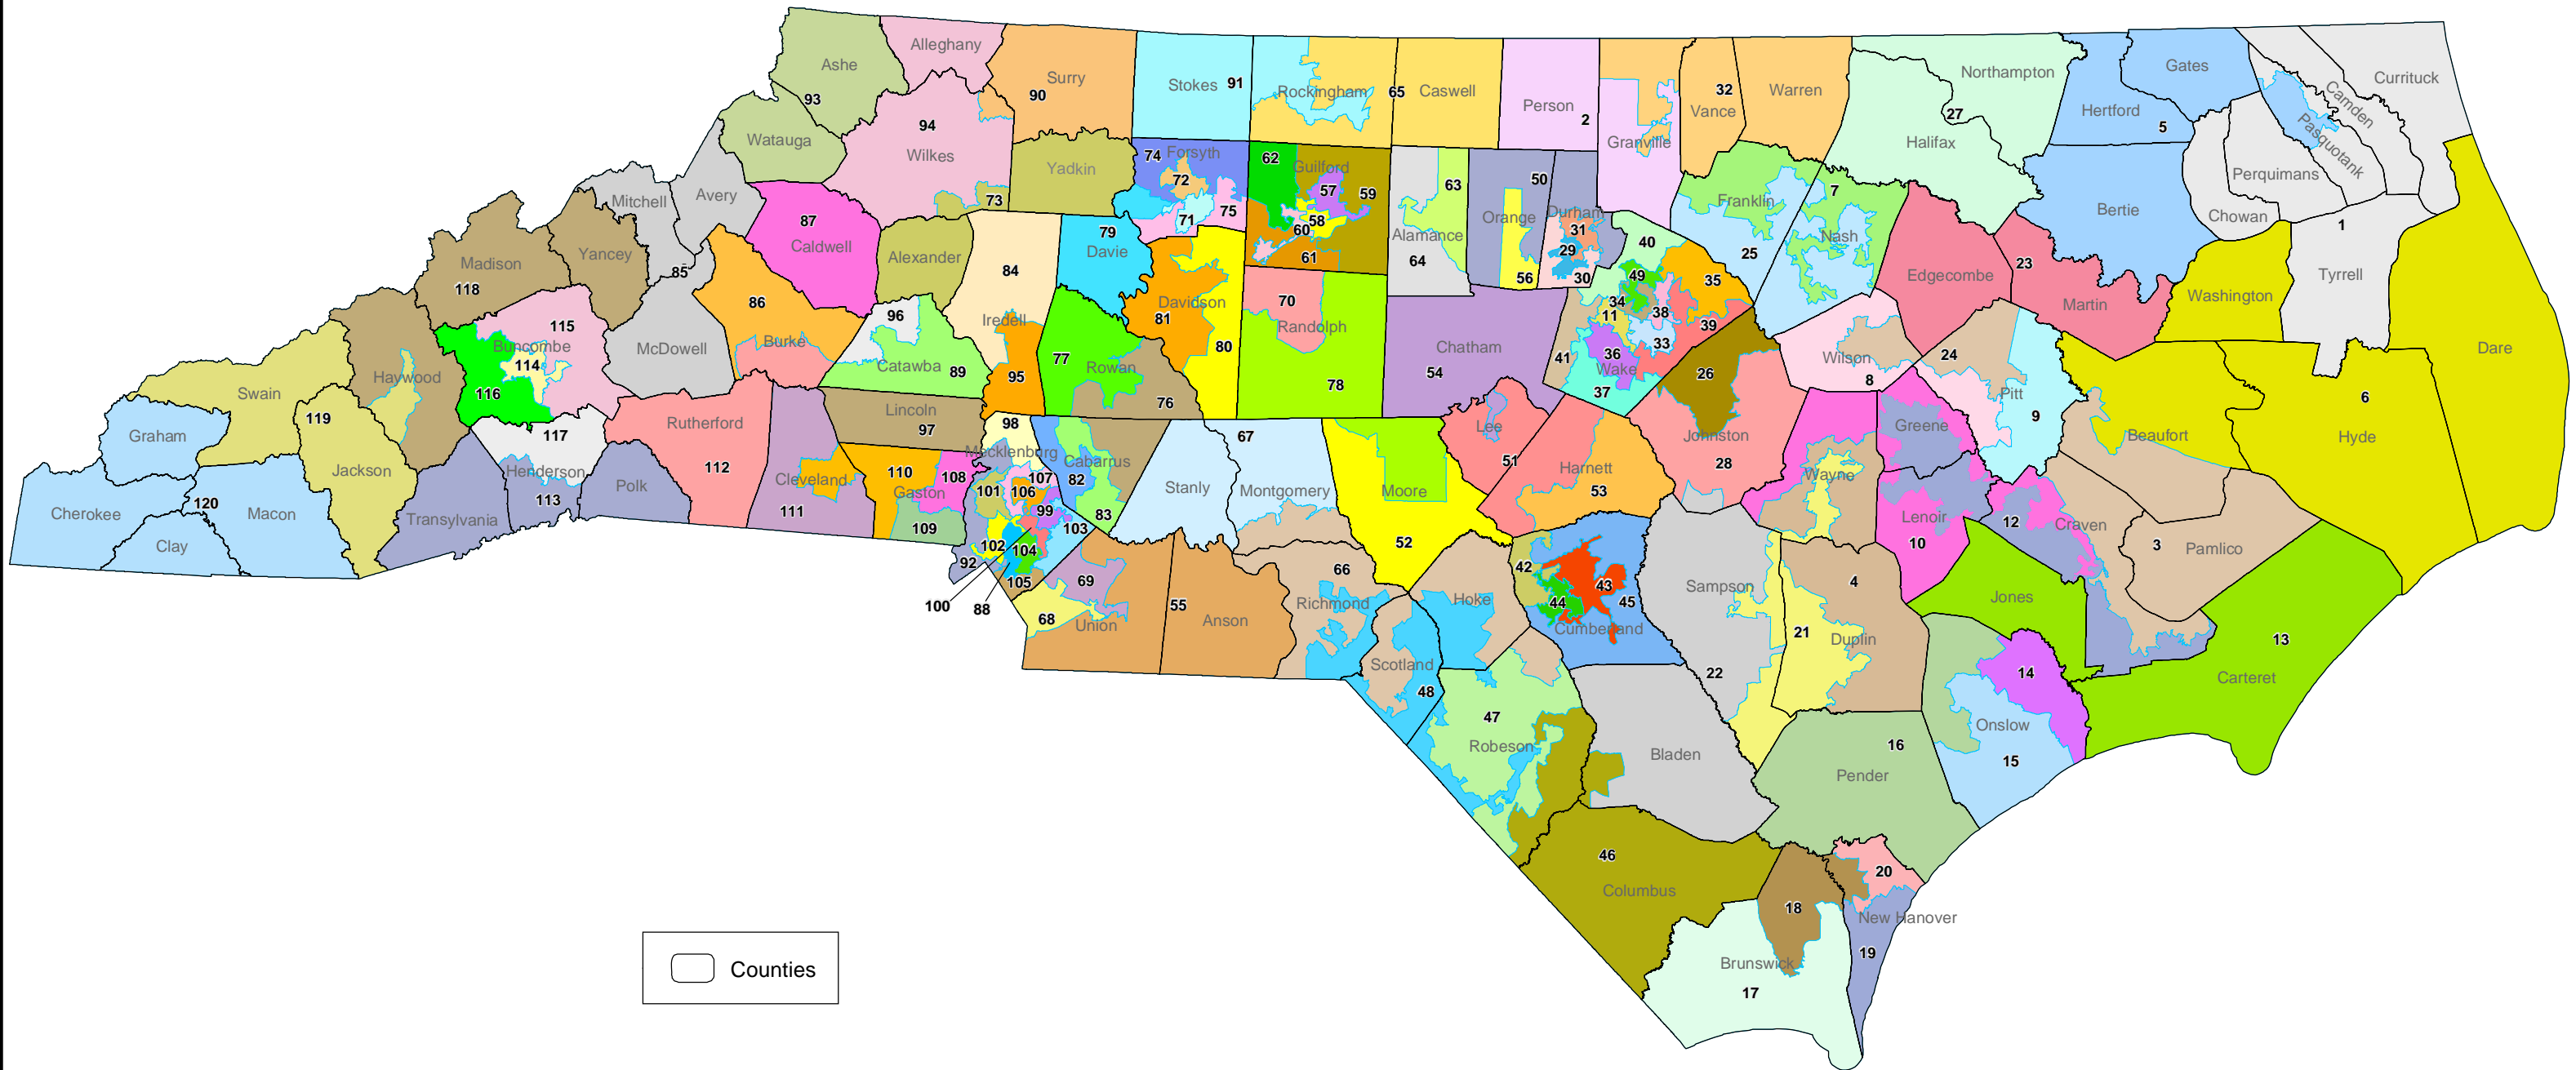 Ashe
93
Alleghany
Surry
90
Stokes 91
Rockingham
65
Caswell
Person
2
Granville
32
Vance
Warren
Northampton
27
Halifax
Hertford
5
Gates
Camden
Currituck
Pasquotank
Perquimans
Chowan
Bertie
1
Tyrrell
Watauga
94
Wilkes
Yadkin
73
74
Forsyth
72
71
75
62
Guilford
57
59
58
60
61
63
Alamance
64
50
Orange
56
Durham
31
29
30
Franklin
25
7
Nash
Edgecombe
23
Martin
Washington
Dare
Mitchell
Avery
87
Caldwell
Alexander
84
Iredell
95
79
Davie
Davidson
81
80
70
Randolph
78
Chatham
54
40
49
35
34
38
11
39
33
41
36
Wake
37
26
Wilson
8
24
Pitt
9
Beaufort
6
Hyde
Madison
118
Yancey
85
McDowell
86
Burke
96
Catawba
89
77
Rowan
76
115
Buncombe
114
116
Haywood
Swain
119
Jackson
Graham
Cherokee
120
Macon
Clay
Transylvania
117
Henderson
113
Polk
Rutherford
112
Cleveland
111
Lincoln
97
110
108
Gaston
109
98
Mecklenburg
107
101
106
99
103
102
104
92
105
100
88
Cabarrus
82
83
Stanly
67
Montgomery
Moore
52
Lee
51
Harnett
53
Johnston
28
Wayne
Greene
Lenoir
10
12
Craven
3
Pamlico
69
68
Union
55
Anson
66
Richmond
Hoke
Scotland
48
42
43
44
45
Cumberland
Sampson
22
21
4
Duplin
Jones
13
Carteret
14
Onslow
15
47
Robeson
Bladen
16
Pender
46
Columbus
18
20
New Hanover
19
Brunswick
17
Counties